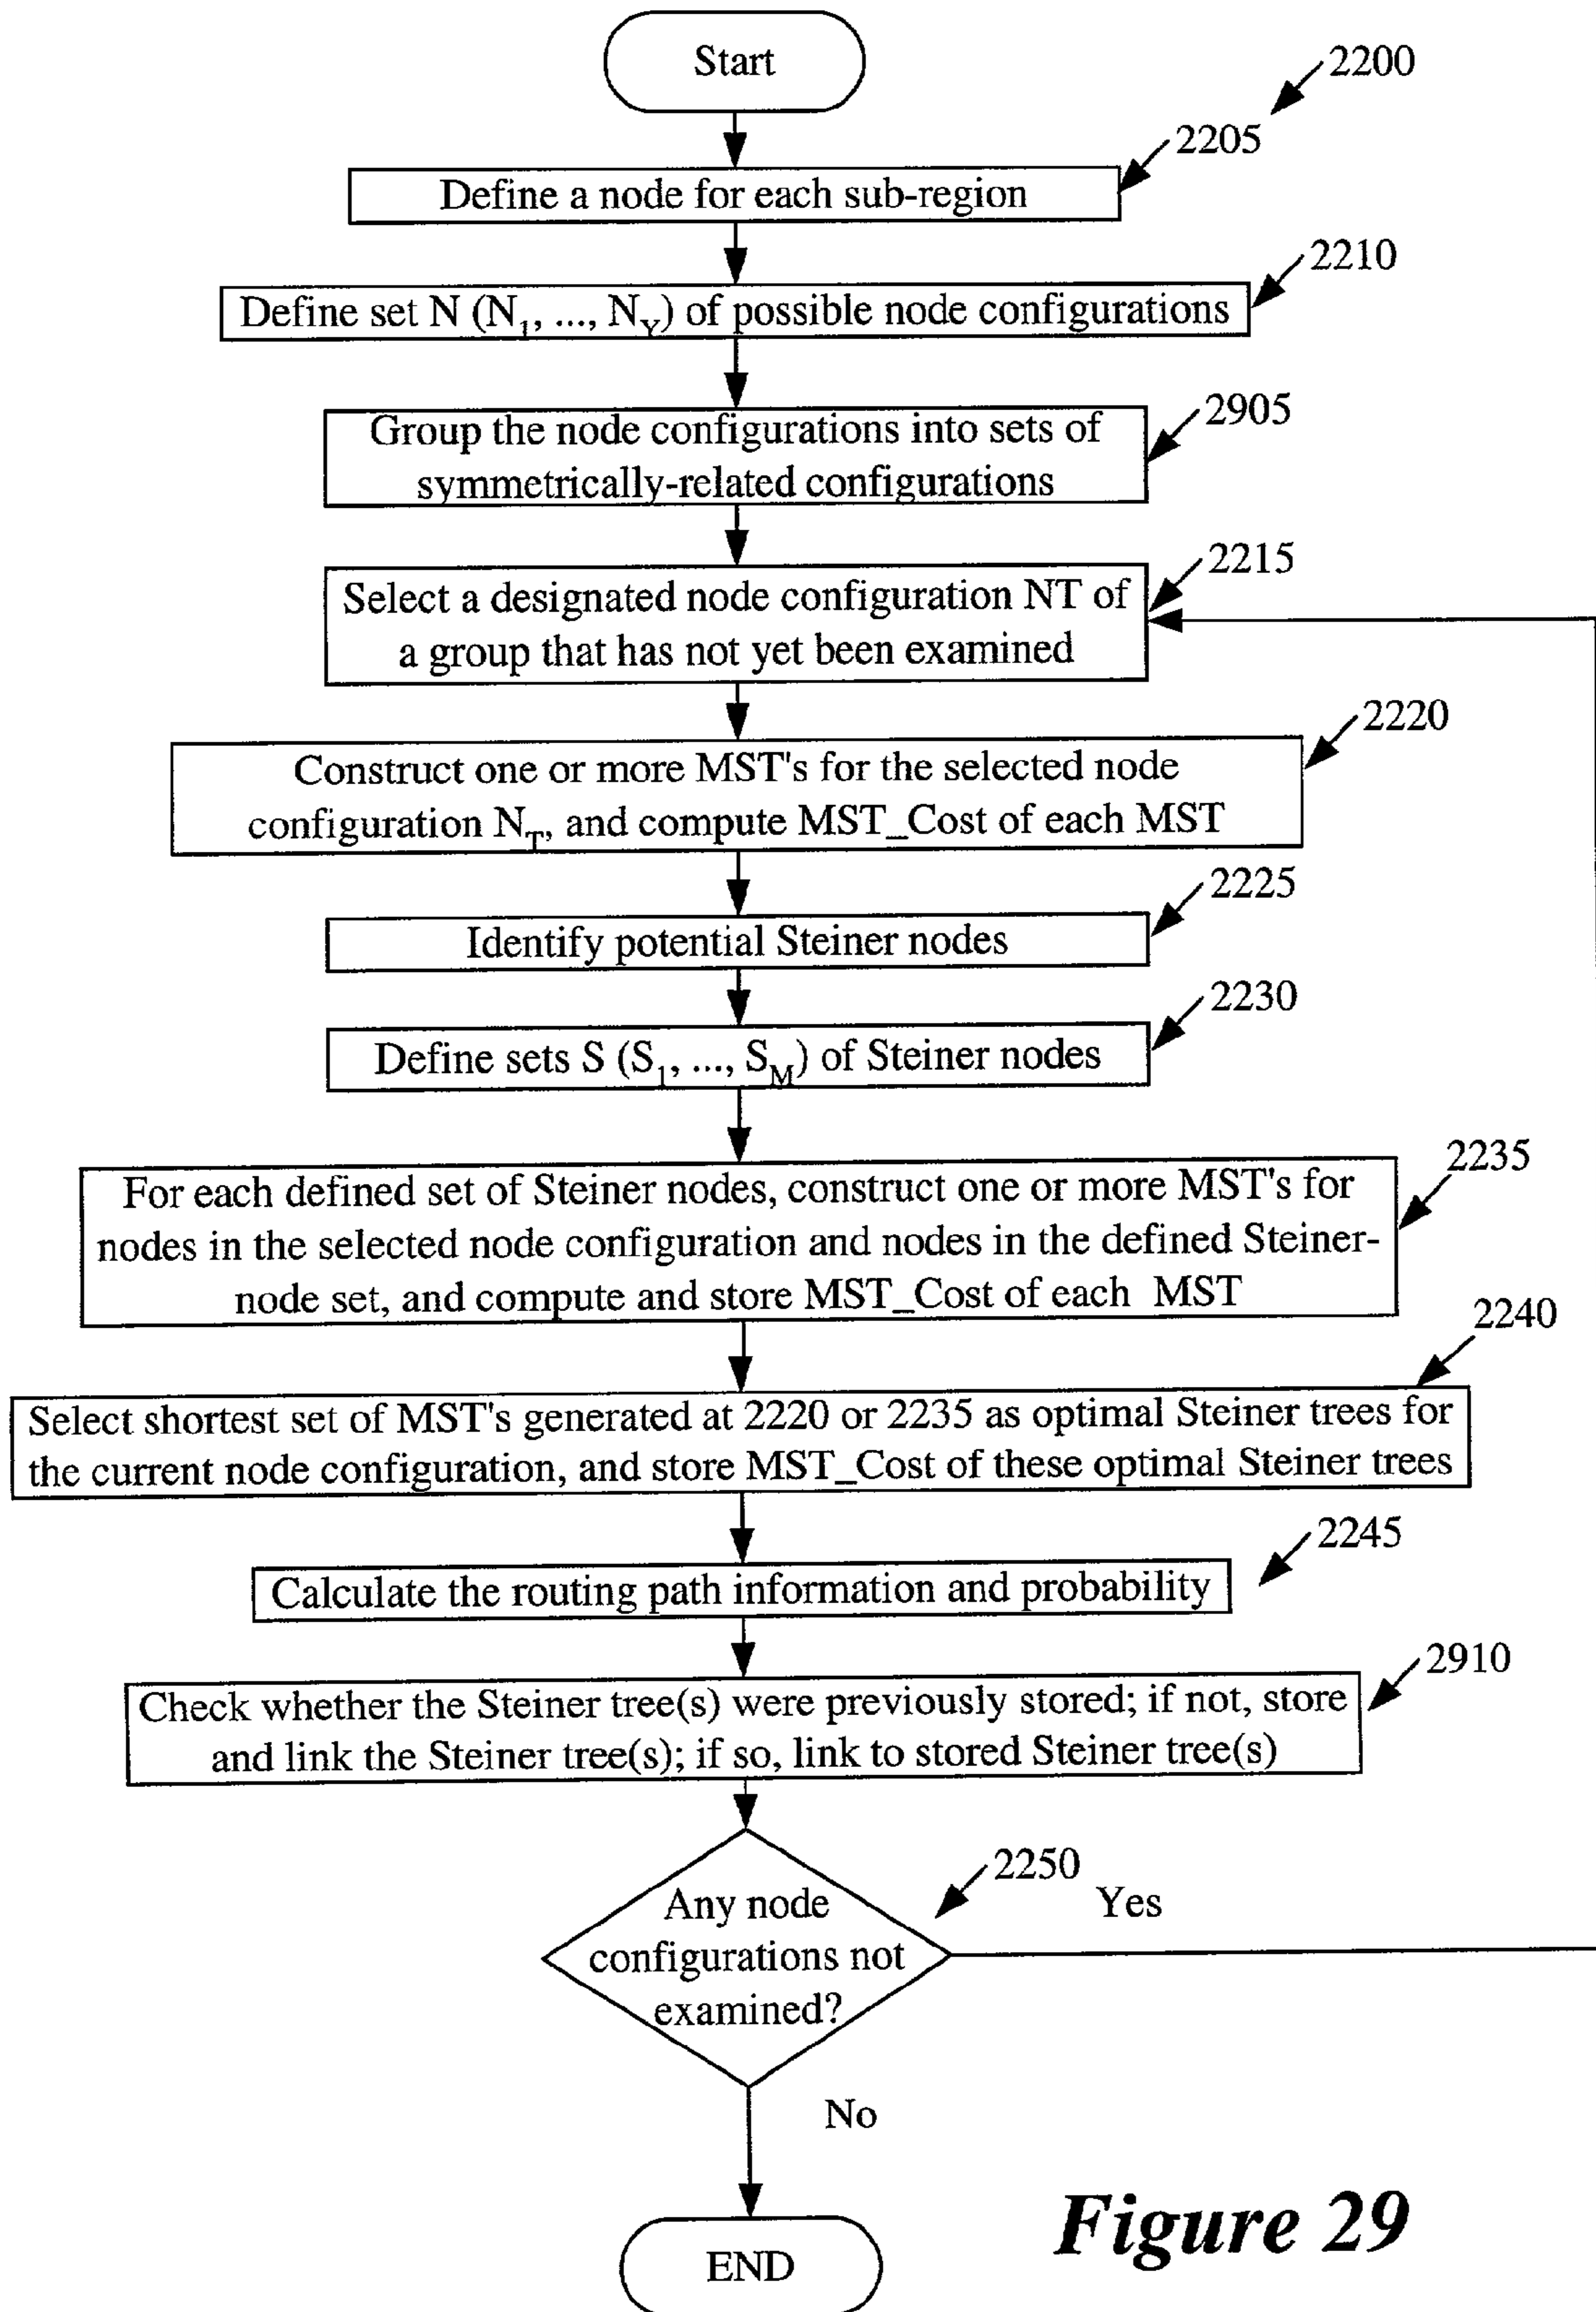 Start
2200
2205
Define a node for each sub-region
2210
Define set N (N1, ..., NY) of possible node configurations
2905
Group the node configurations into sets of
symmetrically-related configurations
2215
Select a designated node configuration NT of
a group that has not yet been examined
2220
Construct one or more MST's for the selected node
configuration NT, and compute MST_Cost of each MST
2225
Identify potential Steiner nodes
2230
Define sets S (S1, ..., SM) of Steiner nodes
2235
For each defined set of Steiner nodes, construct one or more MST's for
nodes in the selected node configuration and nodes in the defined Steiner-
node set, and compute and store MST_Cost of each MST
2240
Select shortest set of MST's generated at 2220 or 2235 as optimal Steiner trees for
the current node configuration, and store MST_Cost of these optimal Steiner trees
2245
Calculate the routing path information and probability
2910
Check whether the Steiner tree(s) were previously stored; if not, store
and link the Steiner tree(s); if so, link to stored Steiner tree(s)
2250
Yes
Any node
configurations not
examined?
No
END
Figure 29